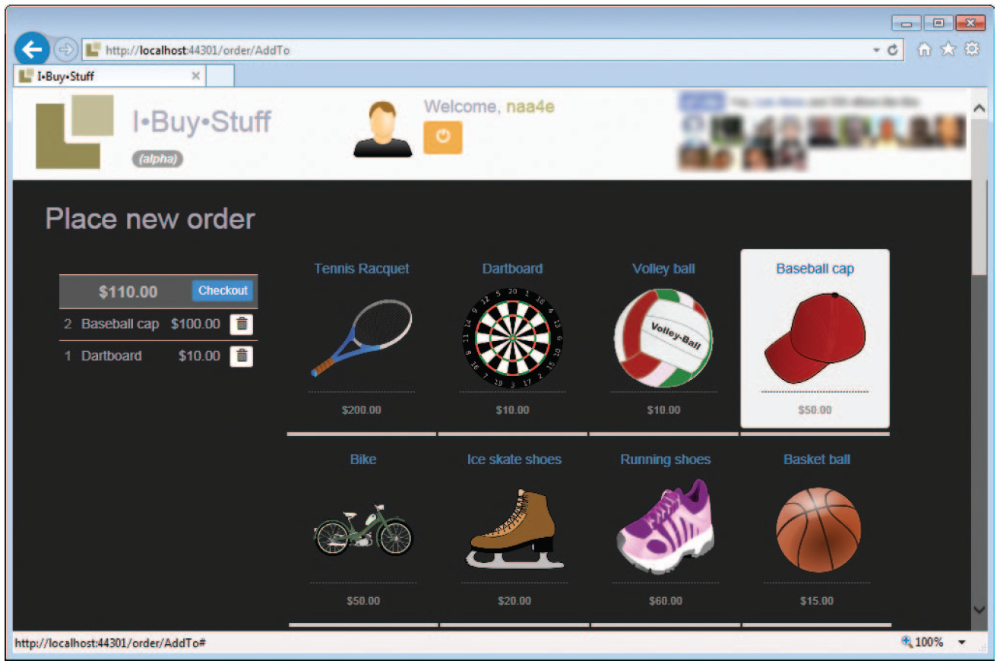 http://localhost:44301/order/AddTo
I•Buy•Stuff
I•Buy•Stuff
(alpha)
Welcome, naa4e
Place new order
$110.00 Checkout
2 Baseball cap $100.00
1 Dartboard $10.00
Tennis Racquet Dartboard Volley ball Baseball cap
Volley-Ball
$200.00 $10.00 $10.00 $50.00
Bike Ice skate shoes Running shoes Basket ball
$50.00 $20.00 $60.00 $15.00
http://localhost:44301/order/AddTo# 100%